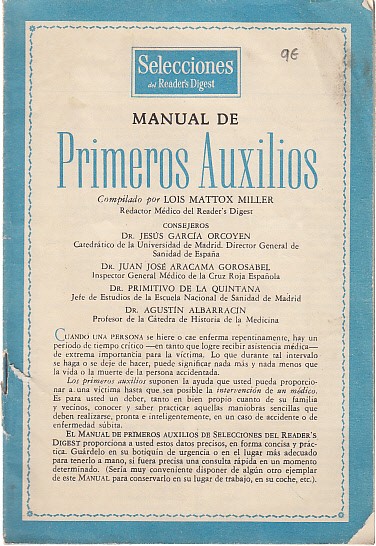 9€
Selecciones
del Reader's Digest
MANUAL DE
Primeros Auxilios
Compilado por LOIS MATTOX MILLER
Redactor Médico del Reader's Digest
CONSEJEROS
DR. JESÚS GARCÍA ORCOYEN
Catedrático de la Universidad de Madrid. Director General de
Sanidad de España
DR. JUAN JOSÉ ARACAMA GOROSABEL
Inspector General Médico de la Cruz Roja Española
DR. PRIMITIVO DE LA QUINTANA
Jefe de Estudios de la Escuela Nacional de Sanidad de Madrid
DR. AGUSTÍN ALBARRACÍN
Profesor de la Cátedra de Historia de la Medicina
CUANDO UNA PERSONA se hiere o cae enferma repentinamente, hay un
período de tiempo crítico —en tanto que logre recibir asistencia médica—
de extrema importancia para la víctima. Lo que durante tal intervalo
se haga o se deje de hacer, puede significar nada más y nada menos que
la vida o la muerte de la persona accidentada.
Los primeros auxilios suponen la ayuda que usted pueda proporcio-
nar a una víctima hasta que sea posible la intervención de un médico.
Es para usted un deber, tanto en bien propio cuanto de su familia
y vecinos, conocer y saber practicar aquellas maniobras sencillas que
deben realizarse, pronta e inteligentemente, en un caso de accidente o de
enfermedad súbita.
EL MANUAL DE PRIMEROS AUXILIOS DE SELECCIONES DEL READER'S
DIGEST proporciona a usted estos datos precisos, en forma concisa y prác-
tica. Guárdelo en su botiquín de urgencia o en el lugar más adecuado
para tenerlo a mano, si fuera precisa una consulta rápida en un momento
determinado. (Sería muy conveniente disponer de algún otro ejemplar
de este MANUAL para conservarlo en su lugar de trabajo, en su coche, etc.).